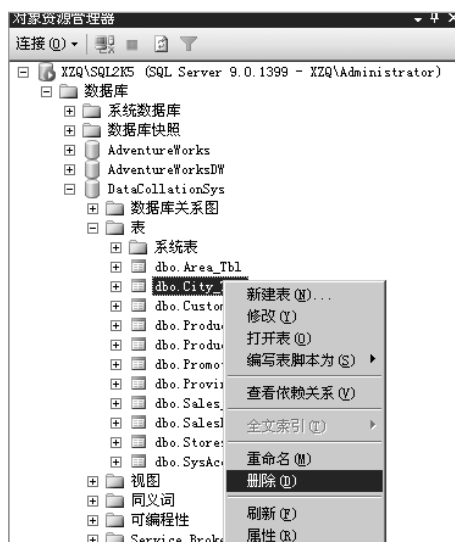 对象资源管理器
连接(O)
XZQ\SQL2K5 (SQL Server 9.0.1399 - XZQ\Administrator)
数据库
系统数据库
数据库快照
AdventureWorks
AdventureWorksDW
DataCollationSys
数据库关系图
表
系统表
dbo.Area_Tbl
dbo.City_
dbo.Custom
dbo.Produ
dbo.Produ
dbo.Promo
dbo.Provin
dbo.Sales_
dbo.Sales
dbo.Stores
dbo.SysAc
视图
同义词
可编程性
Service Broke
新建表(N)...
修改(Y)
打开表(O)
编写表脚本为(S)
查看依赖关系(V)
全文索引(T)
重命名(M)
删除(D)
刷新(F)
属性(R)